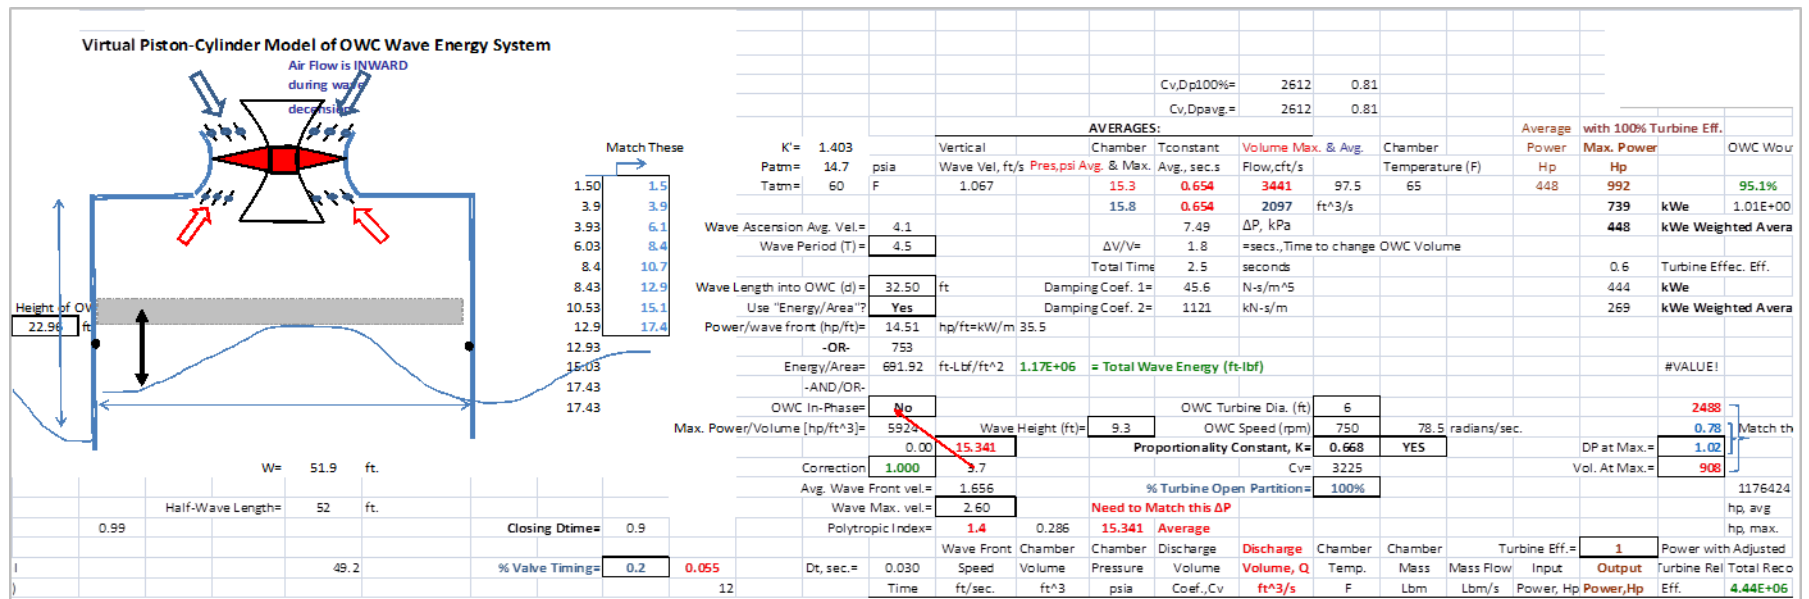 Virtual Piston-Cylinder Model of OWC Wave Energy System
Air Flow is INWARD
during wave
decension
Cv,Dp100%= 2612 0.81
Cv,Dpavg.= 2612 0.81
AVERAGES: Average with 100% Turbine Eff.
Match These K'= 1.403 Vertical Chamber Tconstant Volume Max. & Avg. Chamber Power Max. Power OWC Wou
Patm= 14.7 psia Wave Vel, ft/s Pres,psi Avg. & Max. Avg., sec.s Flow,cft/s Temperature (F) Hp Hp
1.50 1.5 Tatm= 60 F 1.067 15.3 0.654 3441 97.5 65 448 992 95.1%
3.9 3.9 15.8 0.654 2097 ft^3/s 739 kWe 1.01E+00
3.93 6.1 Wave Ascension Avg. Vel.= 4.1 7.49 ΔP, kPa 448 kWe Weighted Avera
6.03 8.4 Wave Period (T) = 4.5 ΔV/V= 1.8 =secs.,Time to change OWC Volume
8.4 10.7 Total Time 2.5 seconds 0.6 Turbine Effec. Eff.
8.43 12.9 Wave Length into OWC (d) = 32.50 ft Damping Coef. 1= 45.6 N-s/m^5 444 kWe
Height of OW 10.53 15.1 Use "Energy/Area"? Yes Damping Coef. 2= 1121 kN-s/m 269 kWe Weighted Avera
22.96 ft 12.9 17.4 Power/wave front (hp/ft)= 14.51 hp/ft=kW/m 35.5
12.93 -OR- 753
15.03 Energy/Area= 691.92 ft-Lbf/ft^2 1.17E+06 = Total Wave Energy (ft-lbf) #VALUE!
17.43 -AND/OR-
17.43 OWC In-Phase= No OWC Turbine Dia. (ft) 6 2488
Max. Power/Volume [hp/ft^3]= 5924 Wave Height (ft)= 9.3 OWC Speed (rpm) 750 78.5 radians/sec. 0.78 Match th
0.00 15.341 Proportionality Constant, K= 0.668 YES DP at Max.= 1.02
W= 51.9 ft. Correction 1.000 3.7 Cv= 3225 Vol. At Max.= 908
Avg. Wave Front vel.= 1.656 % Turbine Open Partition= 100% 1176424
Half-Wave Length= 52 ft. Wave Max. vel.= 2.60 Need to Match this ΔP hp, avg
0.99 Closing Dtime= 0.9 Polytropic Index= 1.4 0.286 15.341 Average hp, max.
Wave Front Chamber Chamber Discharge Discharge Chamber Chamber Turbine Eff.= 1 Power with Adjusted
l 49.2 % Valve Timing= 0.2 0.055 Dt, sec.= 0.030 Speed Volume Pressure Volume Volume, Q Temp. Mass Mass Flow Input Output Turbine Rel Total Reco
) 12 Time ft/sec. ft^3 psia Coef.,Cv ft^3/s F Lbm Lbm/s Power, Hp Power,Hp Eff. 4.44E+06